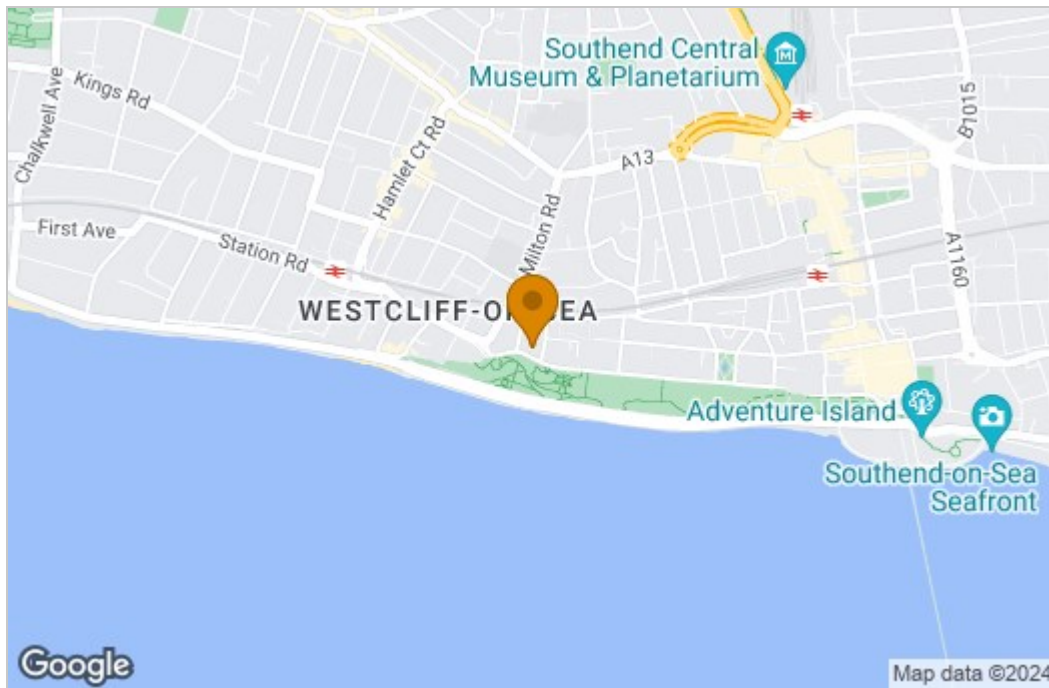 Southend Central
Museum & Planetarium
Kings Rd
Chalkwell Ave
Hamlet Ct Rd
A13
B1015
Milton Rd
First Ave
Station Rd
A1160
WESTCLIFF-ON-SEA
Adventure Island
Southend-on-Sea
Seafront
Google
Map data ©2024